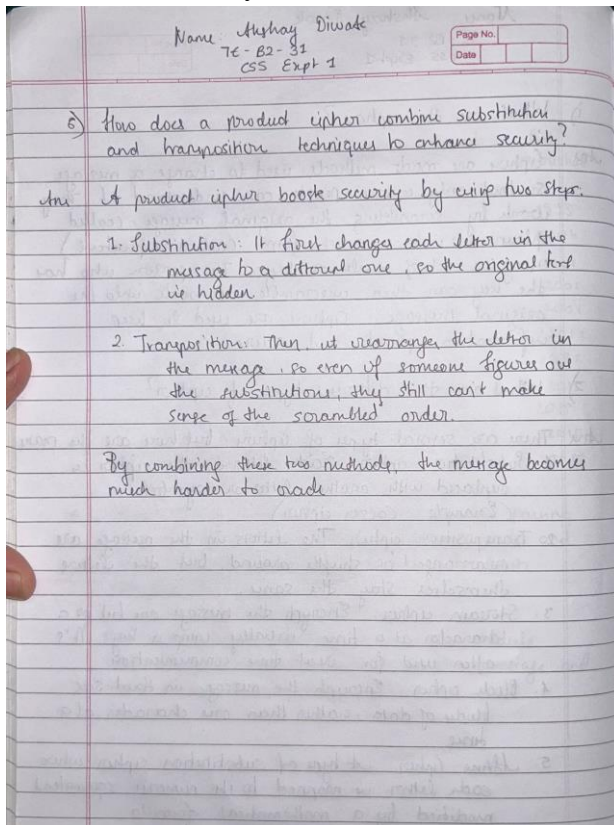 Name Akshay Diwate
7E - B2 - 31
CSS Expt 1
Page No.
Date
6) How does a product cipher combine substitution
and transposition techniques to enhance security?
Ans A product cipher boosts security by using two steps.
1. Substitution: It first changes each letter in the
message to a different one, so the original text
is hidden
2. Transposition: Then, it rearranges the letters in
the message, so even if someone figures out
the substitutions, they still can't make
sense of the scrambled order.
By combining these two methods, the message becomes
much harder to crack